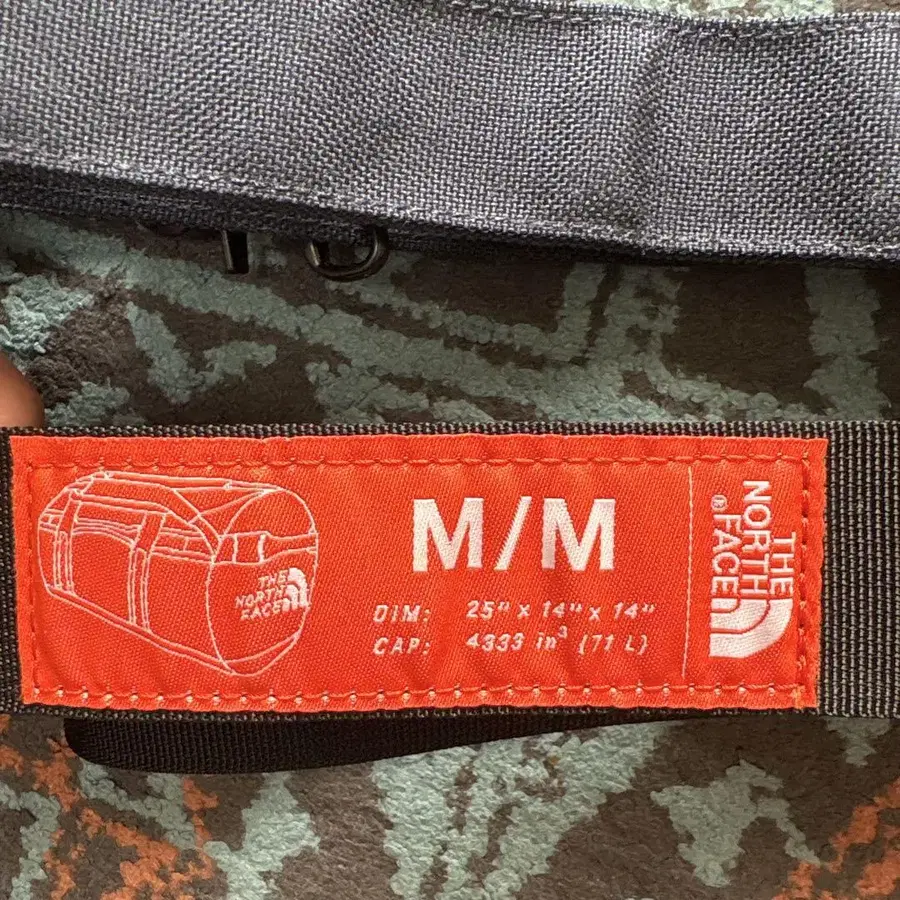 THE
NORTH
FACE
M/M
DIM: 25" x 14" x 14"
CAP: 4333 in³ (71 L)
THE
NORTH
FACE®